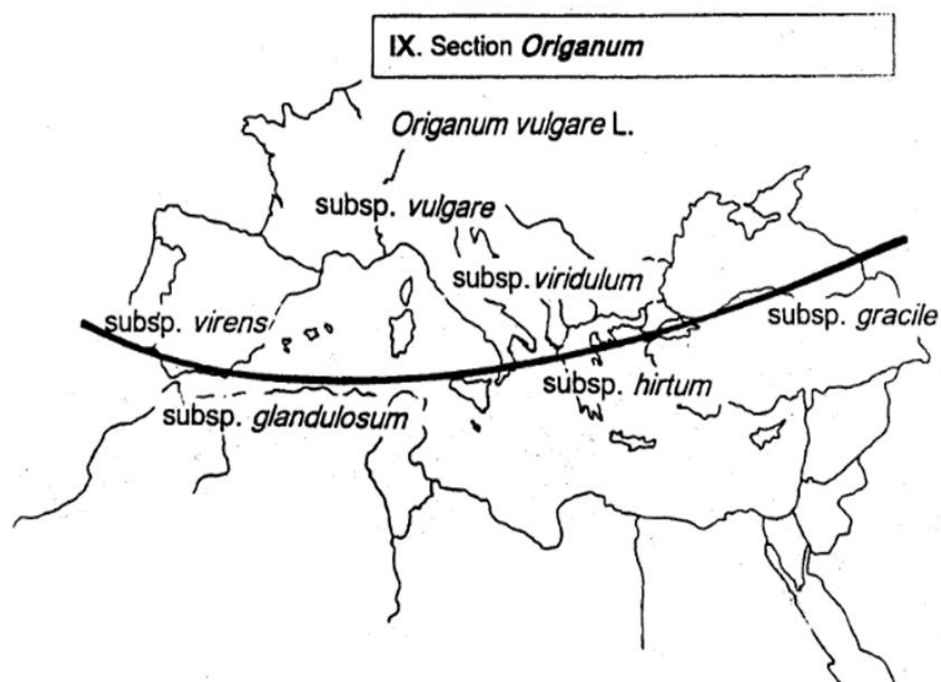 IX. Section Origanum
Origanum vulgare L.
subsp. vulgare
subsp. viridulum
subsp. virens
subsp. gracile
subsp. hirtum
subsp. glandulosum